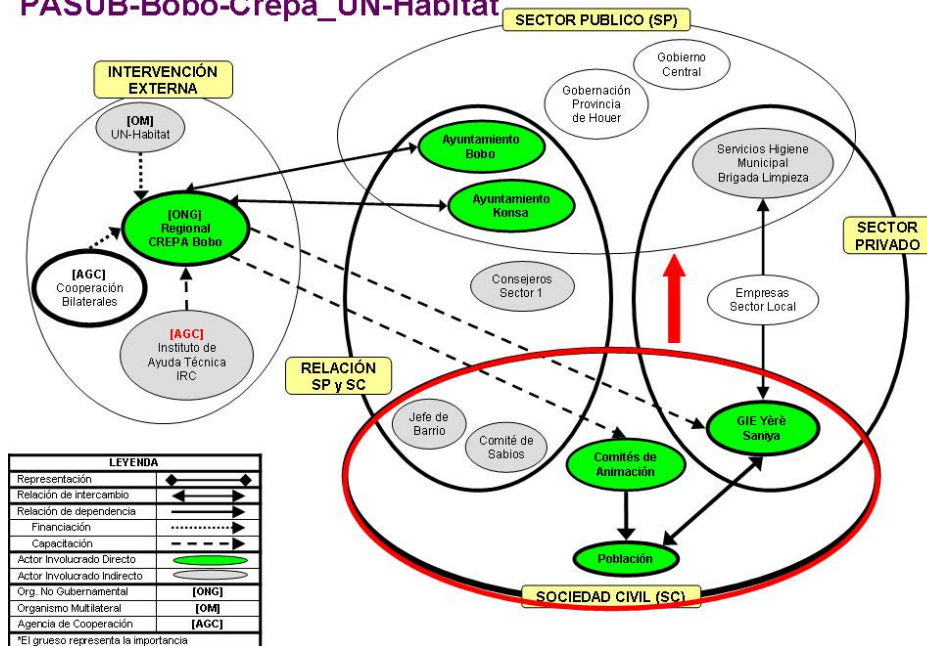 PASUB-Bobo-Crepa_UN-Habitat
SECTOR PUBLICO (SP)
Gobierno
Central
Gobernación
Provincia
de Houer
INTERVENCIÓN
EXTERNA
[OM]
UN-Habitat
Ayuntamiento
Bobo
Servicios Higiene
Municipal
Brigada Limpieza
Ayuntamiento
Konsa
[ONG]
Regional
CREPA Bobo
SECTOR
PRIVADO
[AGC]
Cooperación
Bilaterales
Consejeros
Sector 1
Empresas
Sector Local
[AGC]
Instituto de
Ayuda Técnica
IRC
RELACIÓN
SP y SC
Jefe de
Barrio
Comité de
Sabios
Comités de
Animación
GIE Yèrè
Saniya
Población
SOCIEDAD CIVIL (SC)
LEYENDA
Representación
Relación de intercambio
Relación de dependencia
Financiación
Capacitación
Actor Involucrado Directo
Actor Involucrado Indirecto
Org. No Gubernamental [ONG]
Organismo Multilateral [OM]
Agencia de Cooperación [AGC]
*El grueso representa la importancia